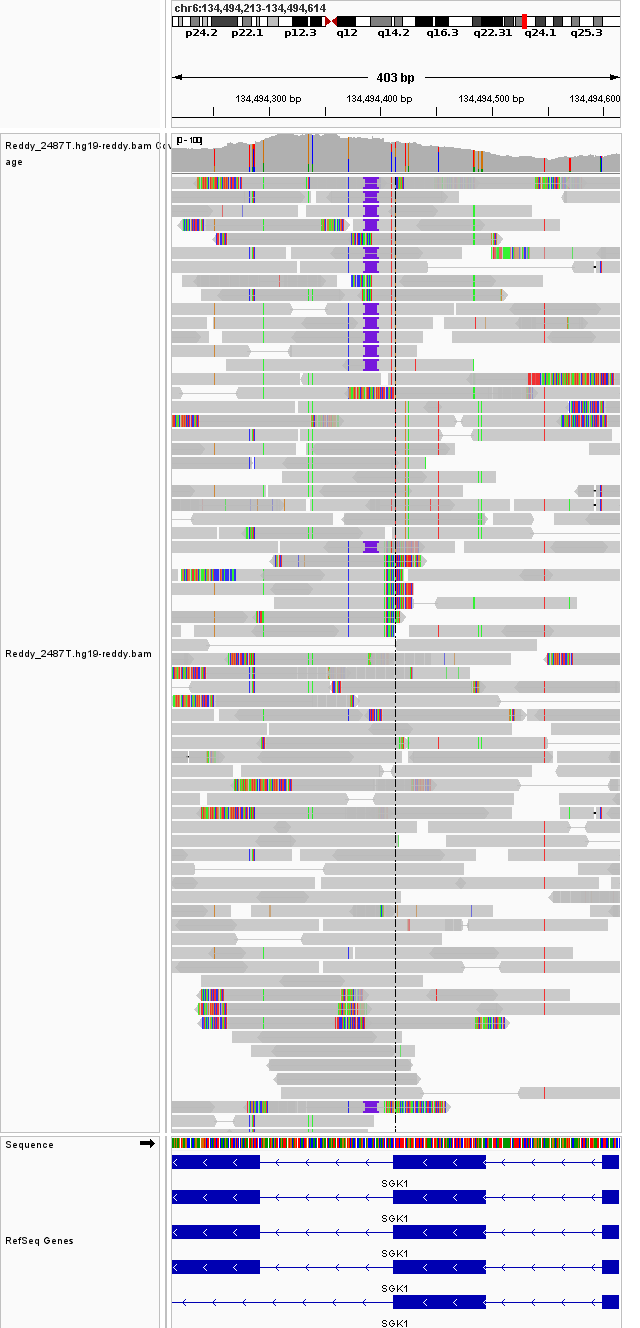 chr6:134,494,213-134,494,614
p24.2 p22.1 p12.3 q12 q14.2 q16.3 q22.31 q24.1 q25.3
403 bp
134,494,300 bp 134,494,400 bp 134,494,500 bp 134,494,600
[0 - 100]
Reddy_2487T.hg19-reddy.bam Cov
age
Reddy_2487T.hg19-reddy.bam
Sequence
SGK1
SGK1
RefSeq Genes
SGK1
SGK1
SGK1